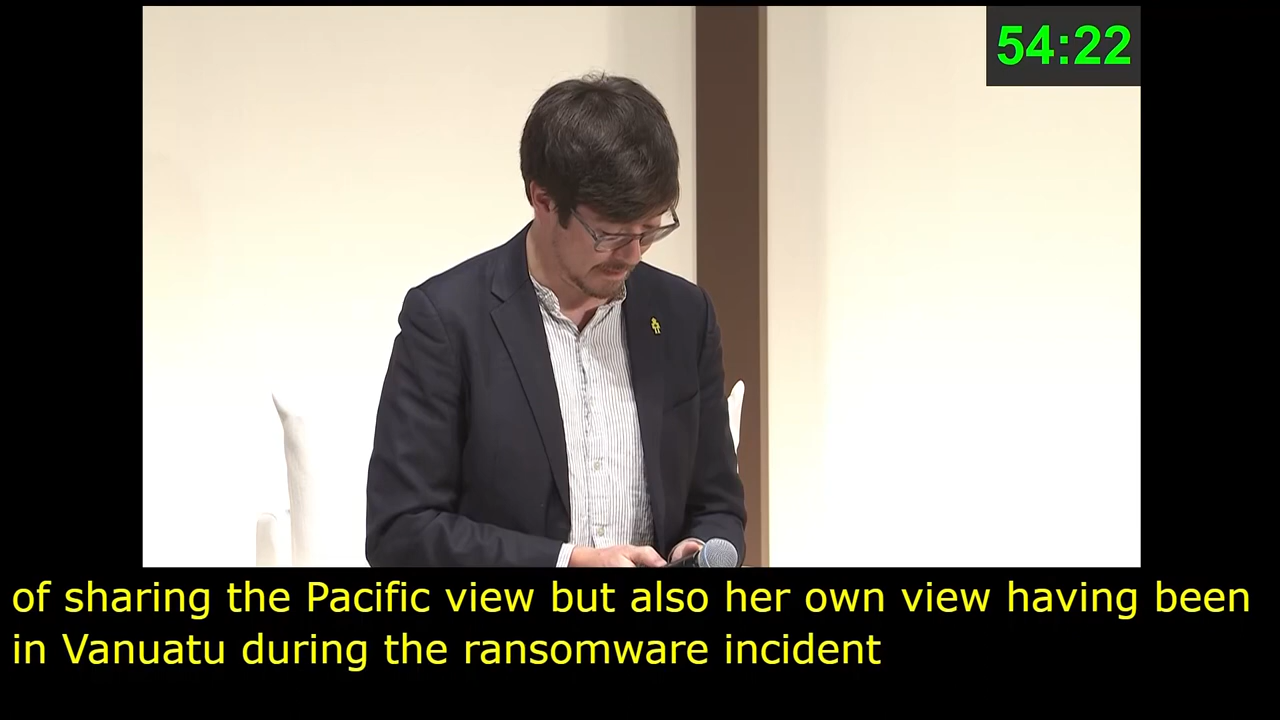 54:22
of sharing the Pacific view but also her own view having been
in Vanuatu during the ransomware incident